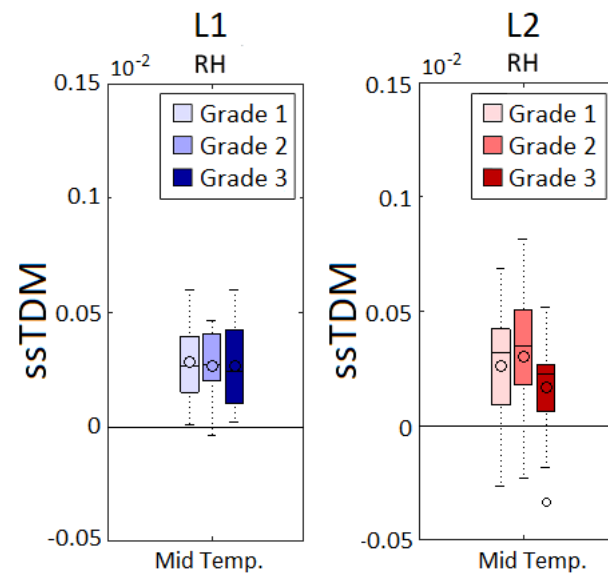 L1
10-2
RH
0.15
Grade 1
Grade 2
Grade 3
0.1
0.05
0
-0.05
ssTDM
Mid Temp.
L2
10-2
RH
0.15
Grade 1
Grade 2
Grade 3
0.1
0.05
0
-0.05
ssTDM
Mid Temp.